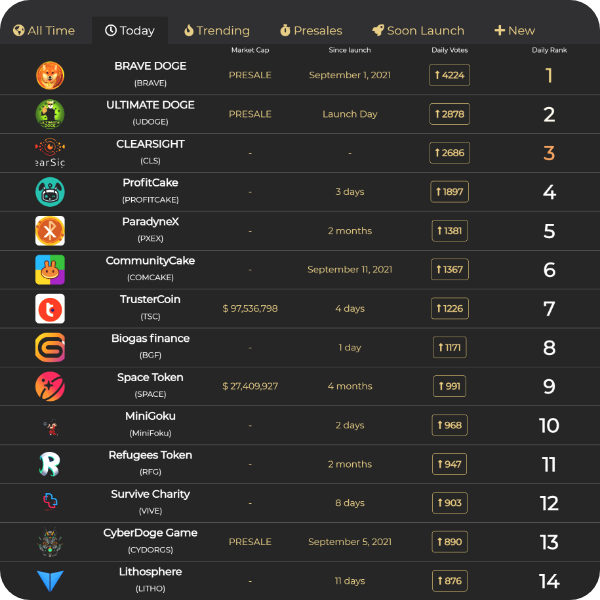 All Time Today Trending Presales Soon Launch New
Market Cap Since launch Daily Votes Daily Rank
BRAVE DOGE
(BRAVE)
PRESALE September 1, 2021 4224 1
ULTIMATE DOGE
(UDOGE)
PRESALE Launch Day 2878 2
CLEARSIGHT
(CLS)
earSic
- - 2686 3
ProfitCake
(PROFITCAKE)
- 3 days 1897 4
ParadyneX
(PXEX)
- 2 months 1381 5
CommunityCake
(COMCAKE)
- September 11, 2021 1367 6
TrusterCoin
(TSC)
$ 97,536,798 4 days 1226 7
Biogas finance
(BGF)
- 1 day 1171 8
Space Token
(SPACE)
$ 27,409,927 4 months 991 9
MiniGoku
(MiniFoku)
- 2 days 968 10
Refugees Token
(RFG)
- 2 months 947 11
Survive Charity
(VIVE)
- 8 days 903 12
CyberDoge Game
(CYDORGS)
PRESALE September 5, 2021 890 13
Lithosphere
(LITHO)
- 11 days 876 14